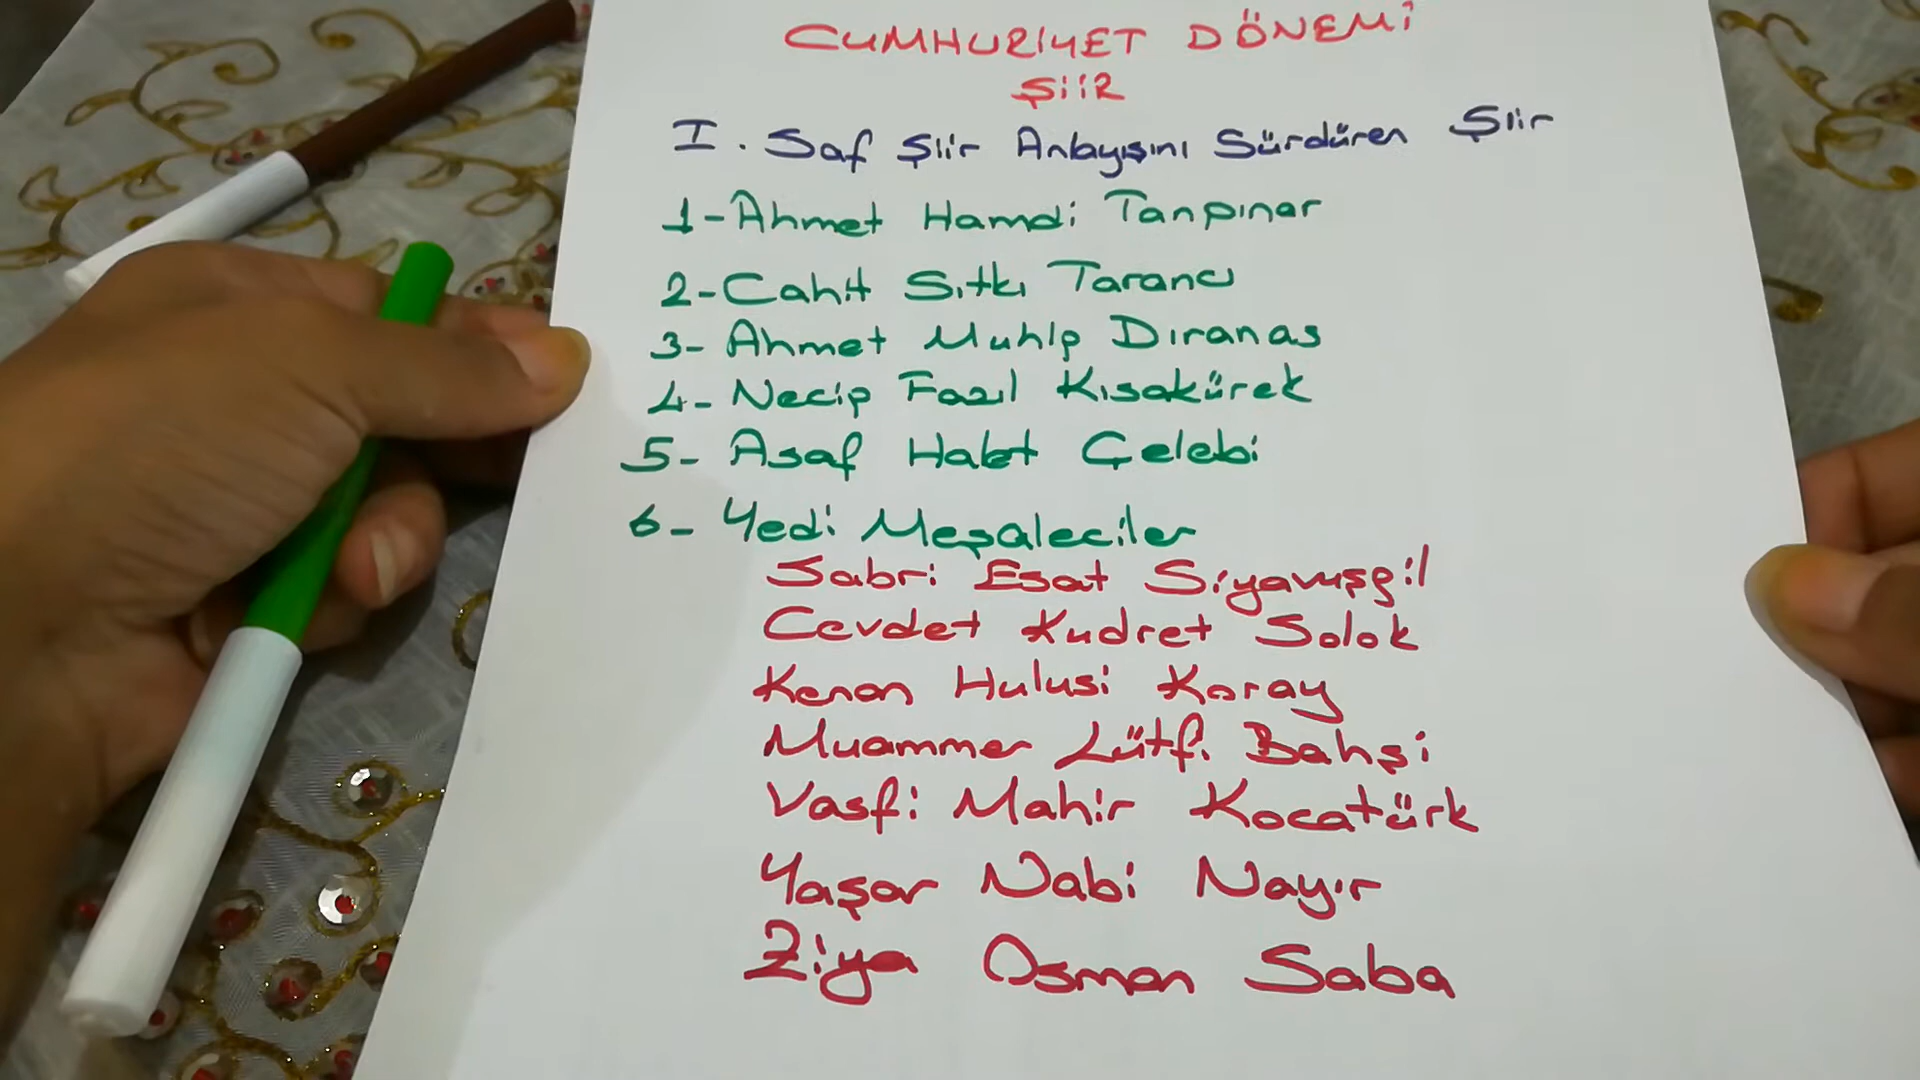 CUMHURİYET DÖNEMİ
ŞİİR
I. Saf Şiir Anlayışını Sürdüren Şiir
1-Ahmet Hamdi Tanpınar
2-Cahit Sıtkı Tarancı
3- Ahmet Muhip Dıranas
4- Necip Fazıl Kısakürek
5- Asaf Halet Çelebi
6- Yedi Meşaleciler
Sabri Esat Siyavuşgil
Cevdet Kudret Solok
Kenan Hulusi Koray
Muammer Lütfi Bahşi
Vasfi Mahir Kocatürk
Yaşar Nabi Nayır
Ziya Osman Saba